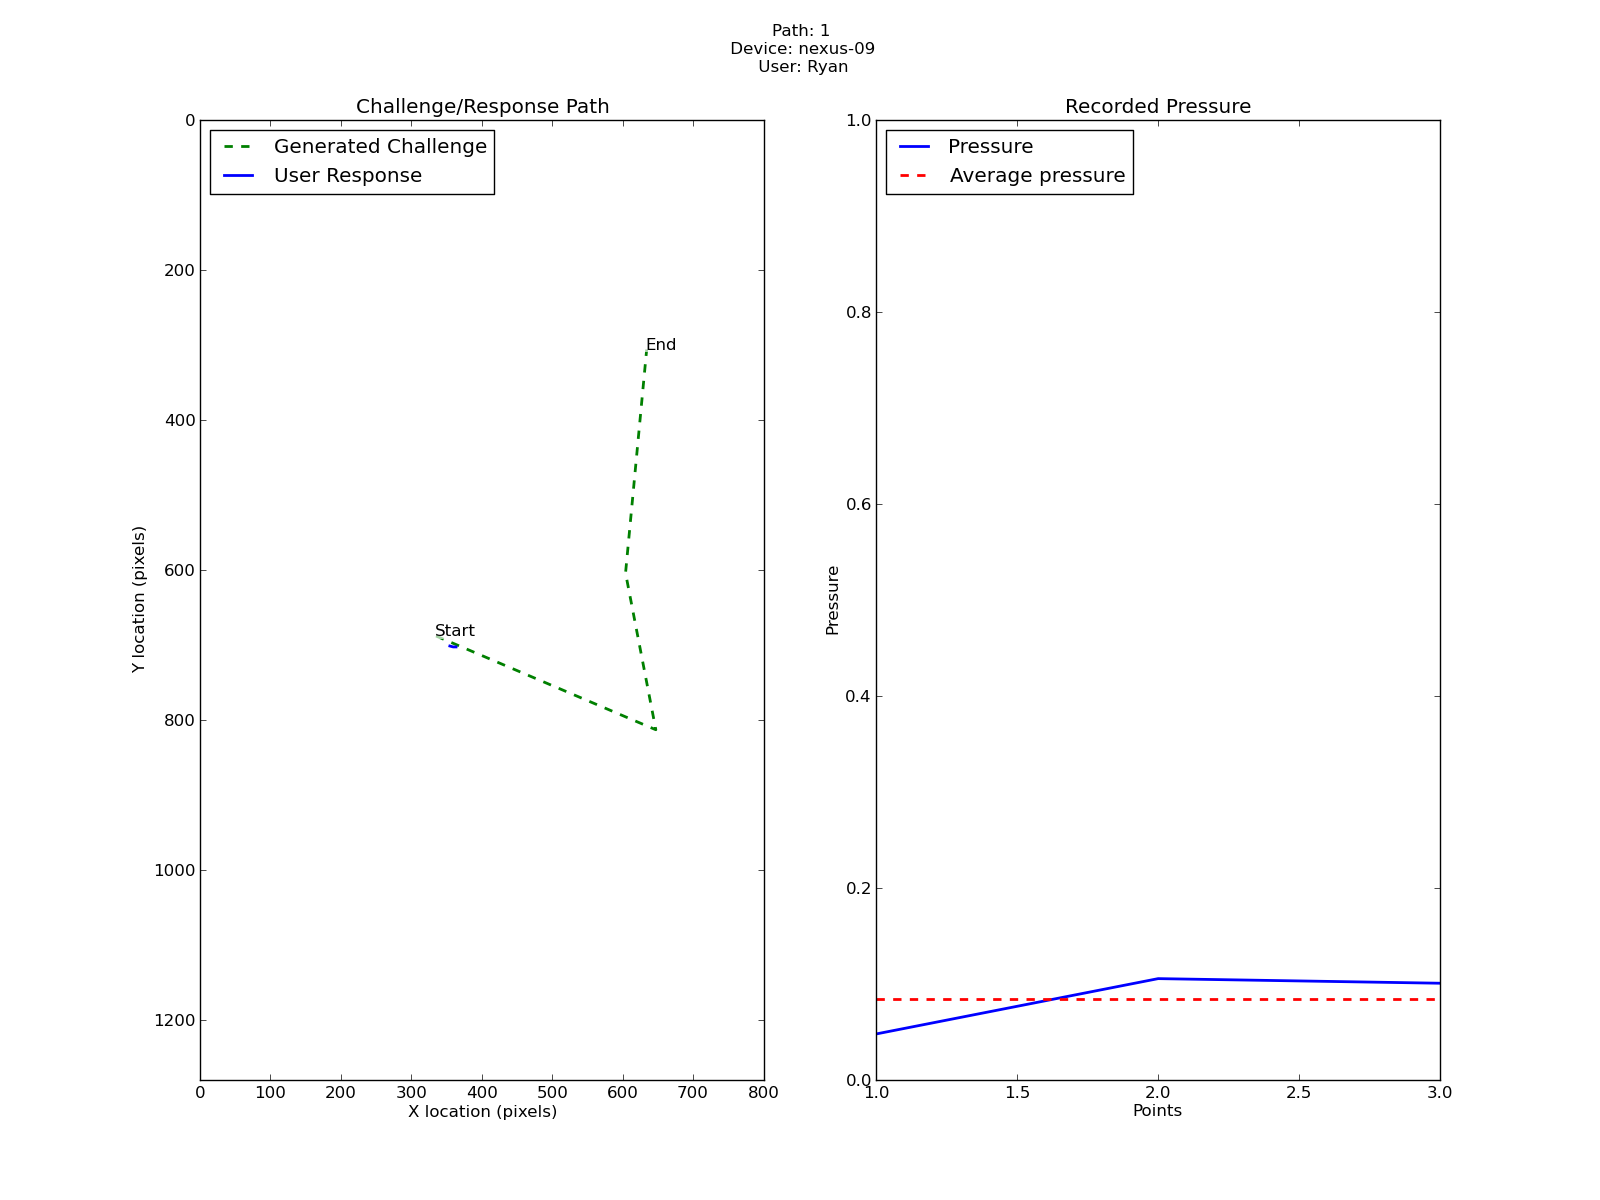 Path: 1
Device: nexus-09
User: Ryan
Challenge/Response Path
Generated Challenge
User Response
0
200
400
600
800
1000
1200
Y location (pixels)
End
Start
0 100 200 300 400 500 600 700 800
X location (pixels)
Recorded Pressure
Pressure
Average pressure
1.0
0.8
0.6
0.4
0.2
0.0
Pressure
1.0 1.5 2.0 2.5 3.0
Points